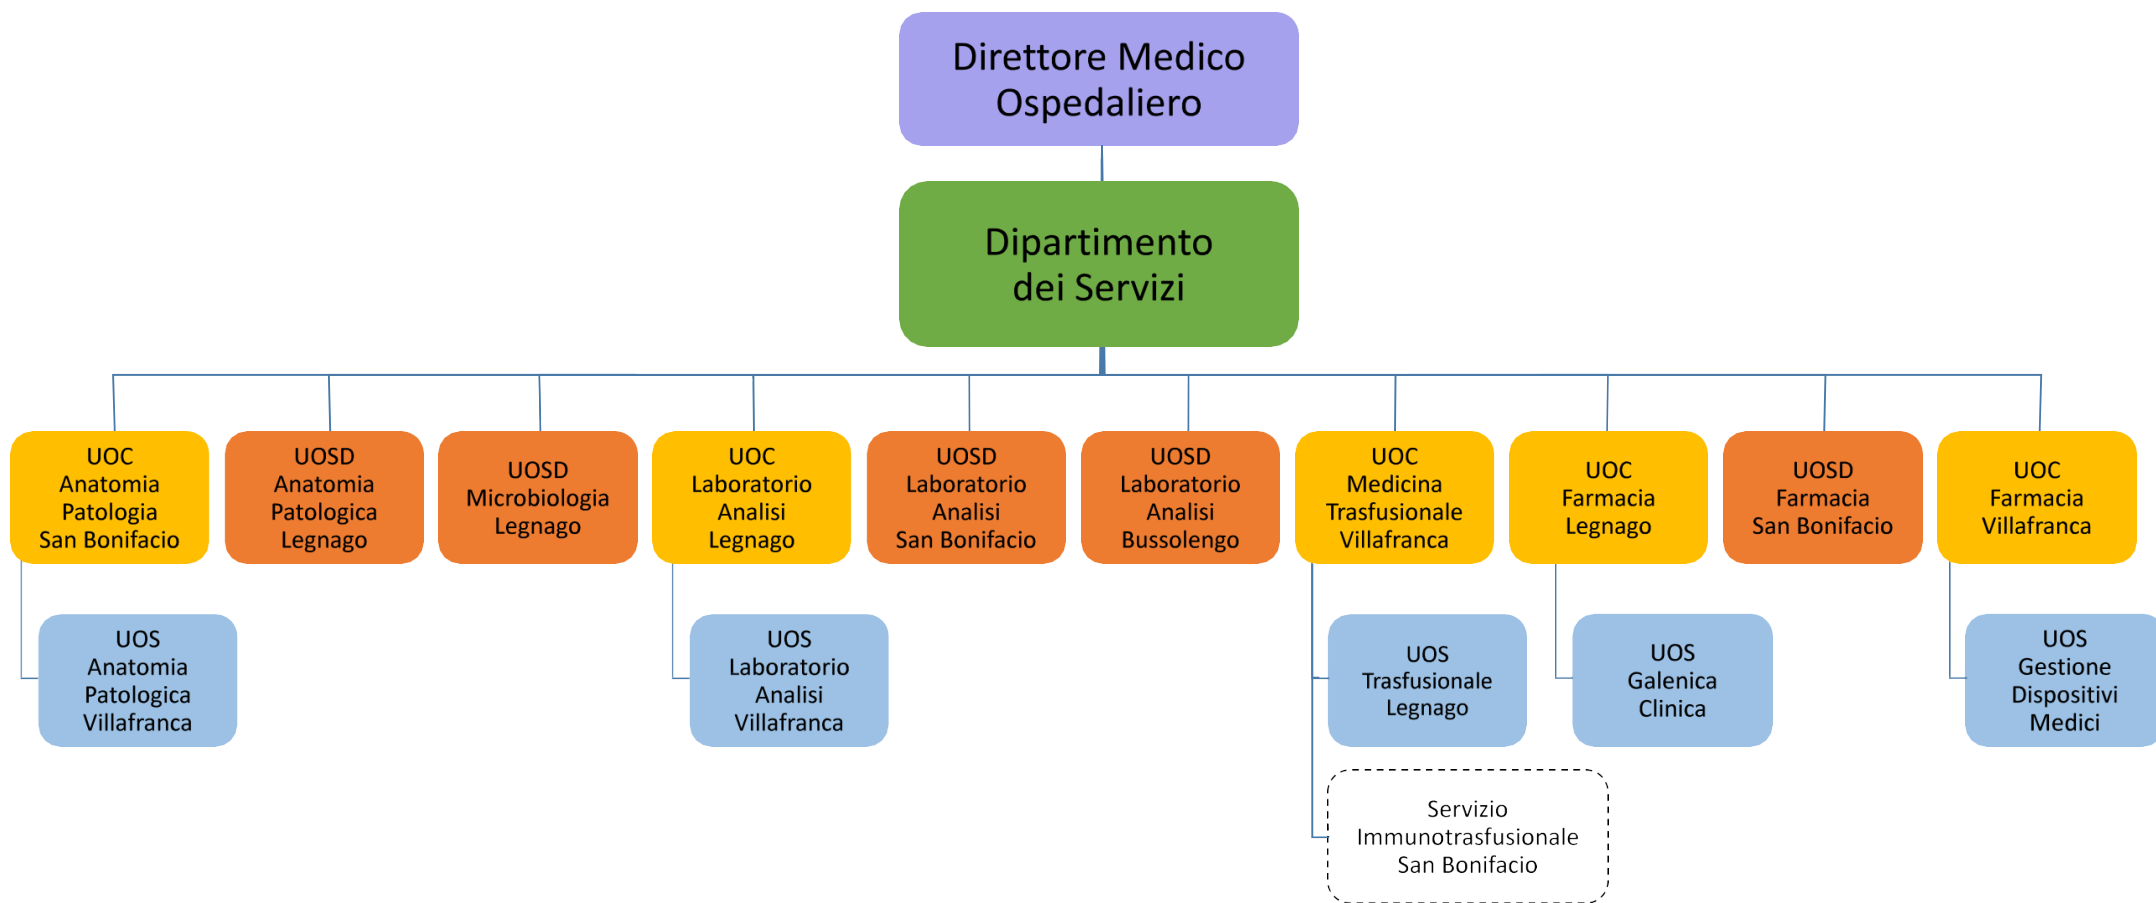 Direttore Medico
Ospedaliero
Dipartimento
dei Servizi
UOC
Anatomia
Patologia
San Bonifacio
UOSD
Anatomia
Patologica
Legnago
UOSD
Microbiologia
Legnago
UOC
Laboratorio
Analisi
Legnago
UOSD
Laboratorio
Analisi
San Bonifacio
UOSD
Laboratorio
Analisi
Bussolengo
UOC
Medicina
Trasfusionale
Villafranca
UOC
Farmacia
Legnago
UOSD
Farmacia
San Bonifacio
UOC
Farmacia
Villafranca
UOS
Anatomia
Patologica
Villafranca
UOS
Laboratorio
Analisi
Villafranca
UOS
Trasfusionale
Legnago
UOS
Galenica
Clinica
UOS
Gestione
Dispositivi
Medici
Servizio
Immunotrasfusionale
San Bonifacio